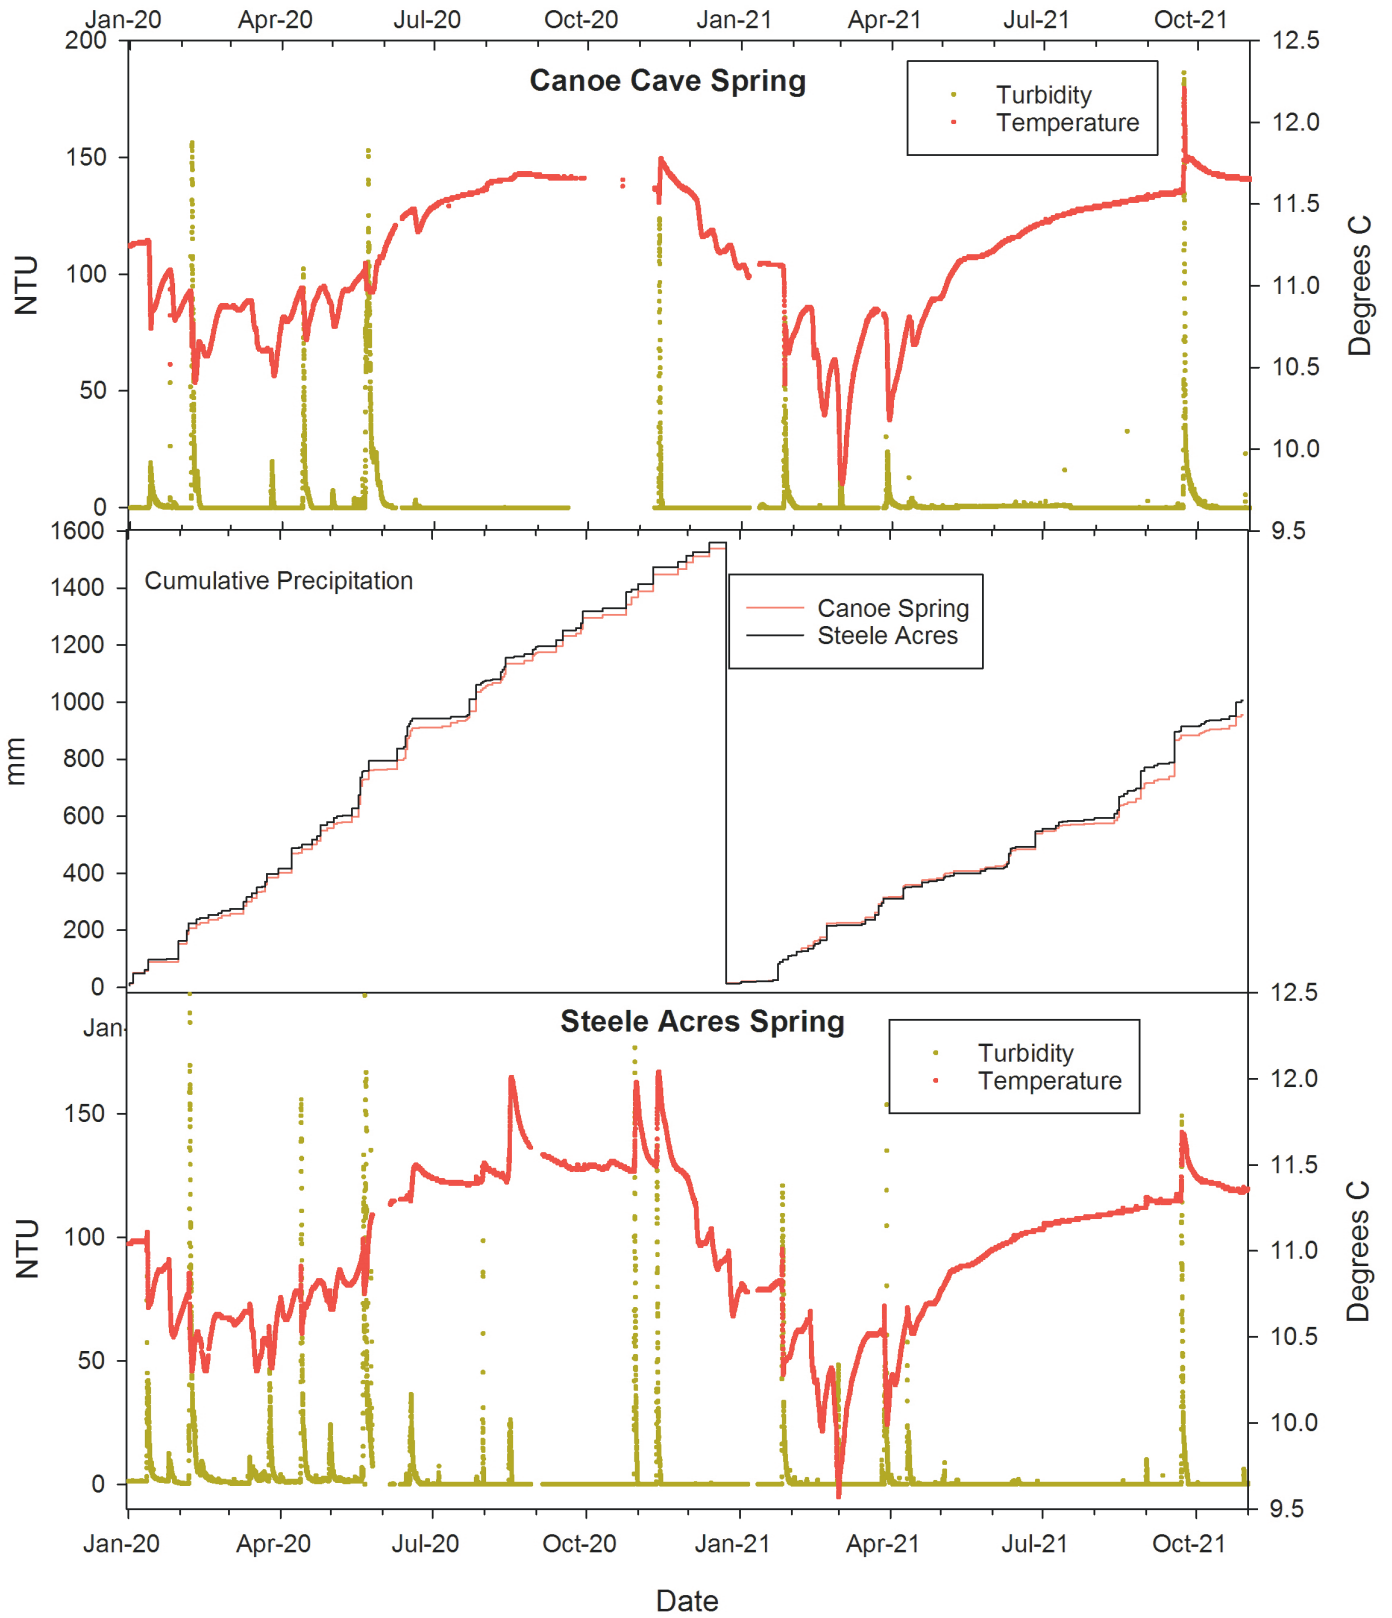 Jan-20 Apr-20 Jul-20 Oct-20 Jan-21 Apr-21 Jul-21 Oct-21
200 12.5
Canoe Cave Spring
Turbidity
Temperature
12.0
150
11.5
NTU
100 11.0
Degrees C
10.5
50
10.0
0
9.5
1600
Cumulative Precipitation
1400
Canoe Spring
Steele Acres
1200
1000
mm
800
600
400
200
0
12.5
Jan-
Steele Acres Spring
Turbidity
Temperature
12.0
150
11.5
NTU
100 11.0
Degrees C
10.5
50
10.0
0
9.5
Jan-20 Apr-20 Jul-20 Oct-20 Jan-21 Apr-21 Jul-21 Oct-21
Date